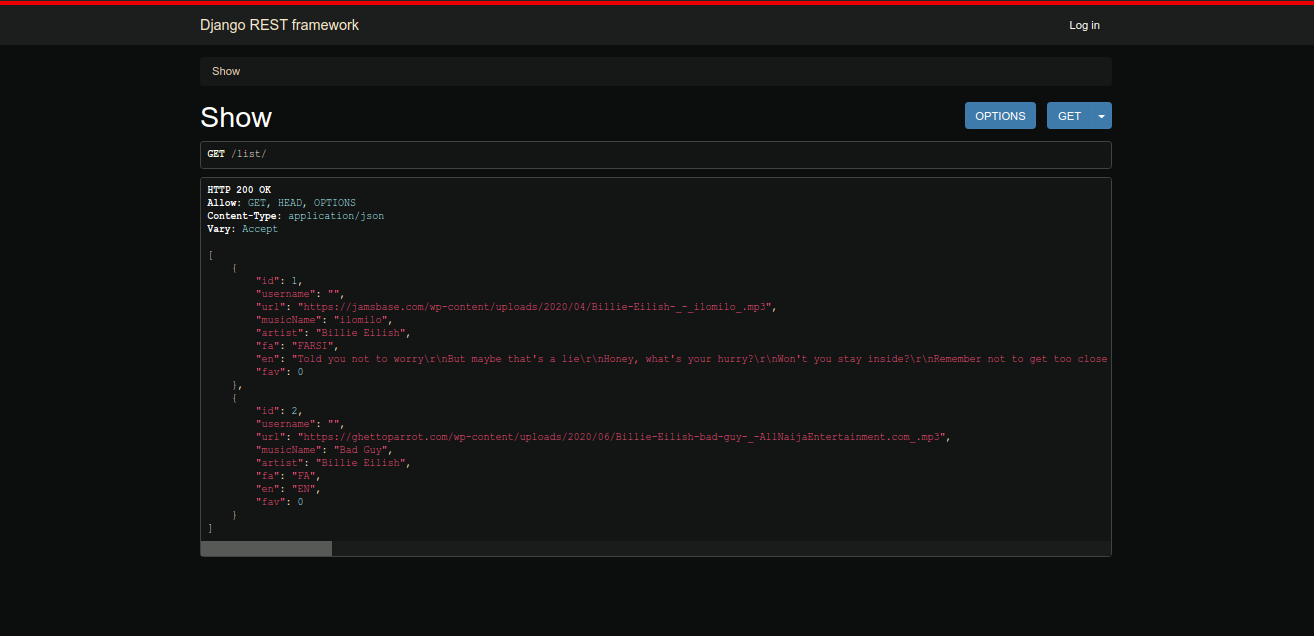 Django REST framework
Log in
Show
Show
OPTIONS
GET
GET /list/
HTTP 200 OK
Allow: GET, HEAD, OPTIONS
Content-Type: application/json
Vary: Accept
[
{
"id": 1,
"username": "",
"url": "https://jamsbase.com/wp-content/uploads/2020/04/Billie-Eilish-_-_ilomilo_.mp3",
"musicName": "ilomilo",
"artist": "Billie Eilish",
"fa": "FARSI",
"en": "Told you not to worry\r\nBut maybe that's a lie\r\nHoney, what's your hurry?\r\nWon't you stay inside?\r\nRemember not to get too close
"fav": 0
},
{
"id": 2,
"username": "",
"url": "https://ghettoparrot.com/wp-content/uploads/2020/06/Billie-Eilish-bad-guy-_-AllNaijaEntertainment.com_.mp3",
"musicName": "Bad Guy",
"artist": "Billie Eilish",
"fa": "FA",
"en": "EN",
"fav": 0
}
]